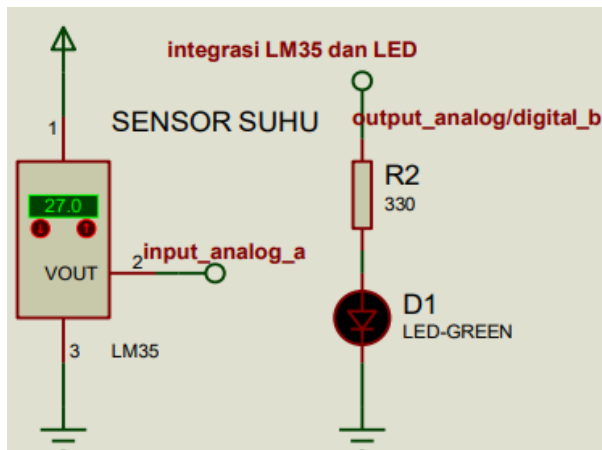 integrasi LM35 dan LED
SENSOR SUHU
output_analog/digital_b
1
R2
330
27.0
input_analog_a
2
VOUT
D1
LED-GREEN
3
LM35